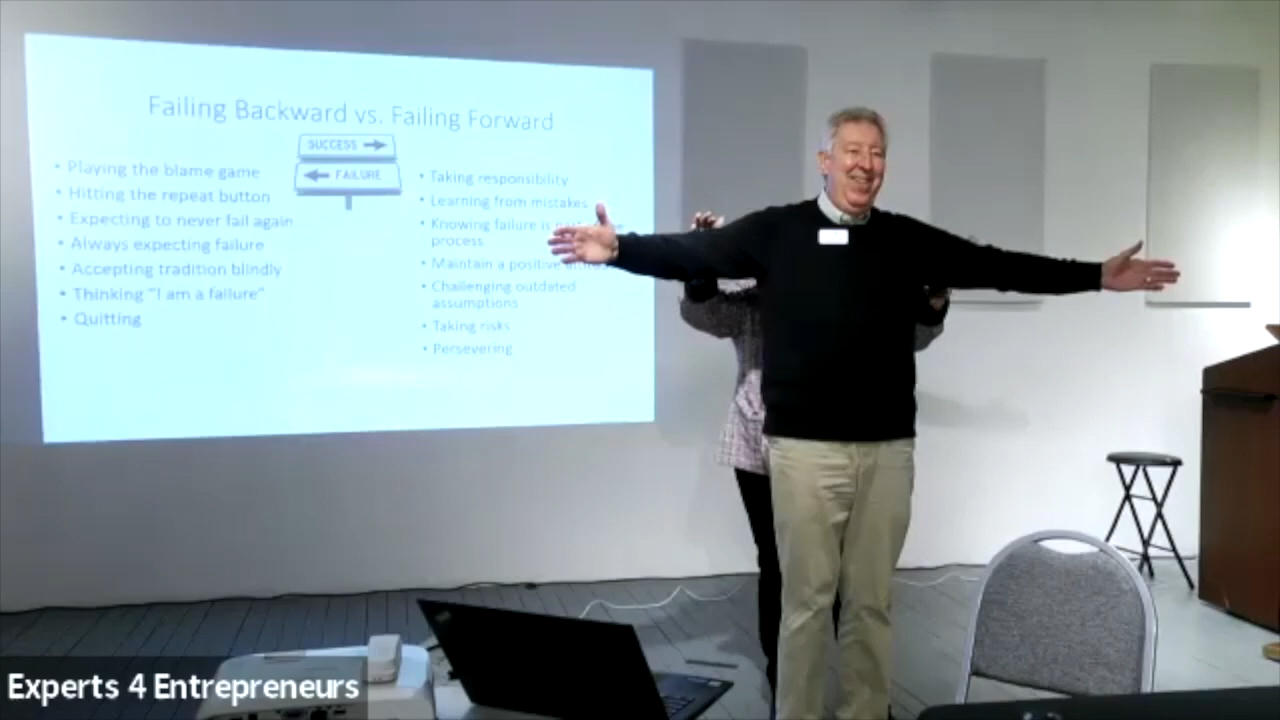 Failing Backward vs. Failing Forward
SUCCESS
FAILURE
• Playing the blame game
• Hitting the repeat button
• Expecting to never fail again
• Always expecting failure
• Accepting tradition blindly
• Thinking "I am a failure"
• Quitting
• Taking responsibility
• Learning from mistakes
• Knowing failure is
process
• Maintain a positive
• Challenging outdated
assumptions
• Taking risks
• Persevering
Experts 4 Entrepreneurs